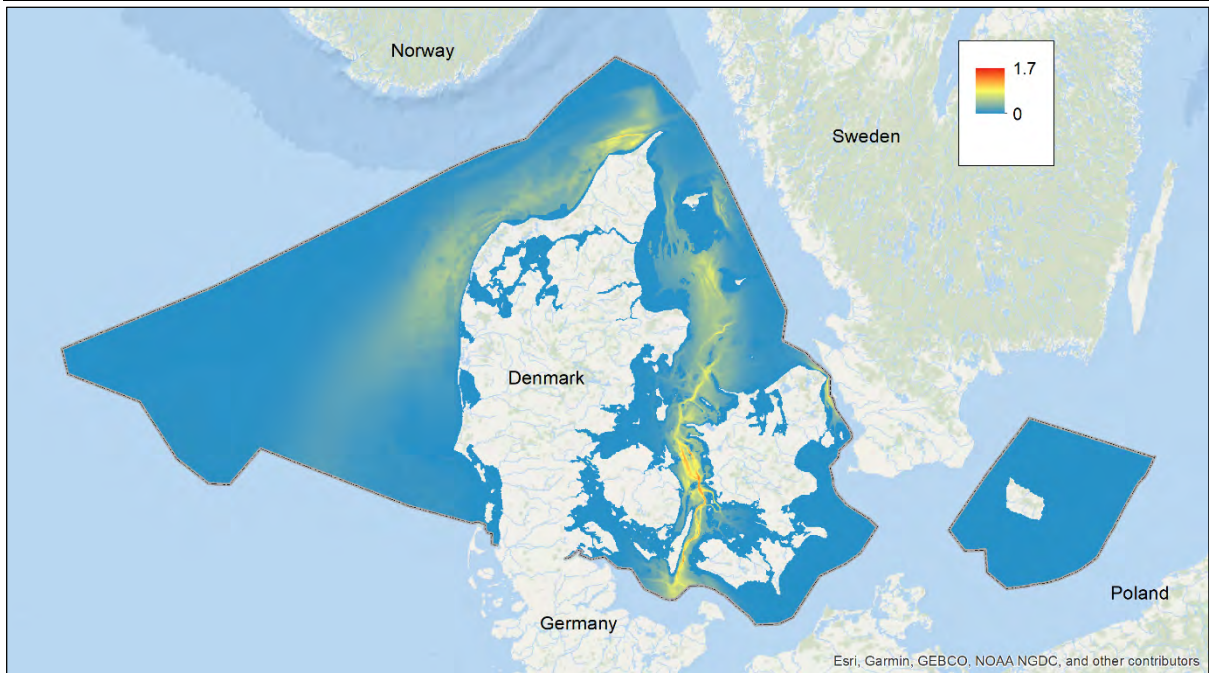 Norway
1.7
0
Sweden
Denmark
Poland
Germany
Esri, Garmin, GEBCO, NOAA NGDC, and other contributors